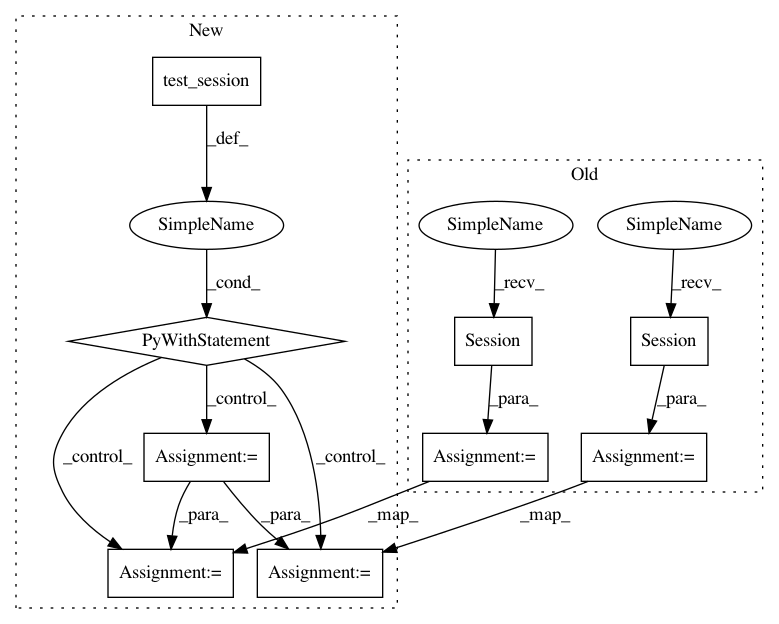 New
test_session
_def_
Old
SimpleName
SimpleName
SimpleName
_cond_
_recv_
_recv_
PyWithStatement
Session
Session
_control_
_para_
_para_
_control_
_control_
Assignment:=
Assignment:=
Assignment:=
_para_
_para_
_map_
_map_
Assignment:=
Assignment:=